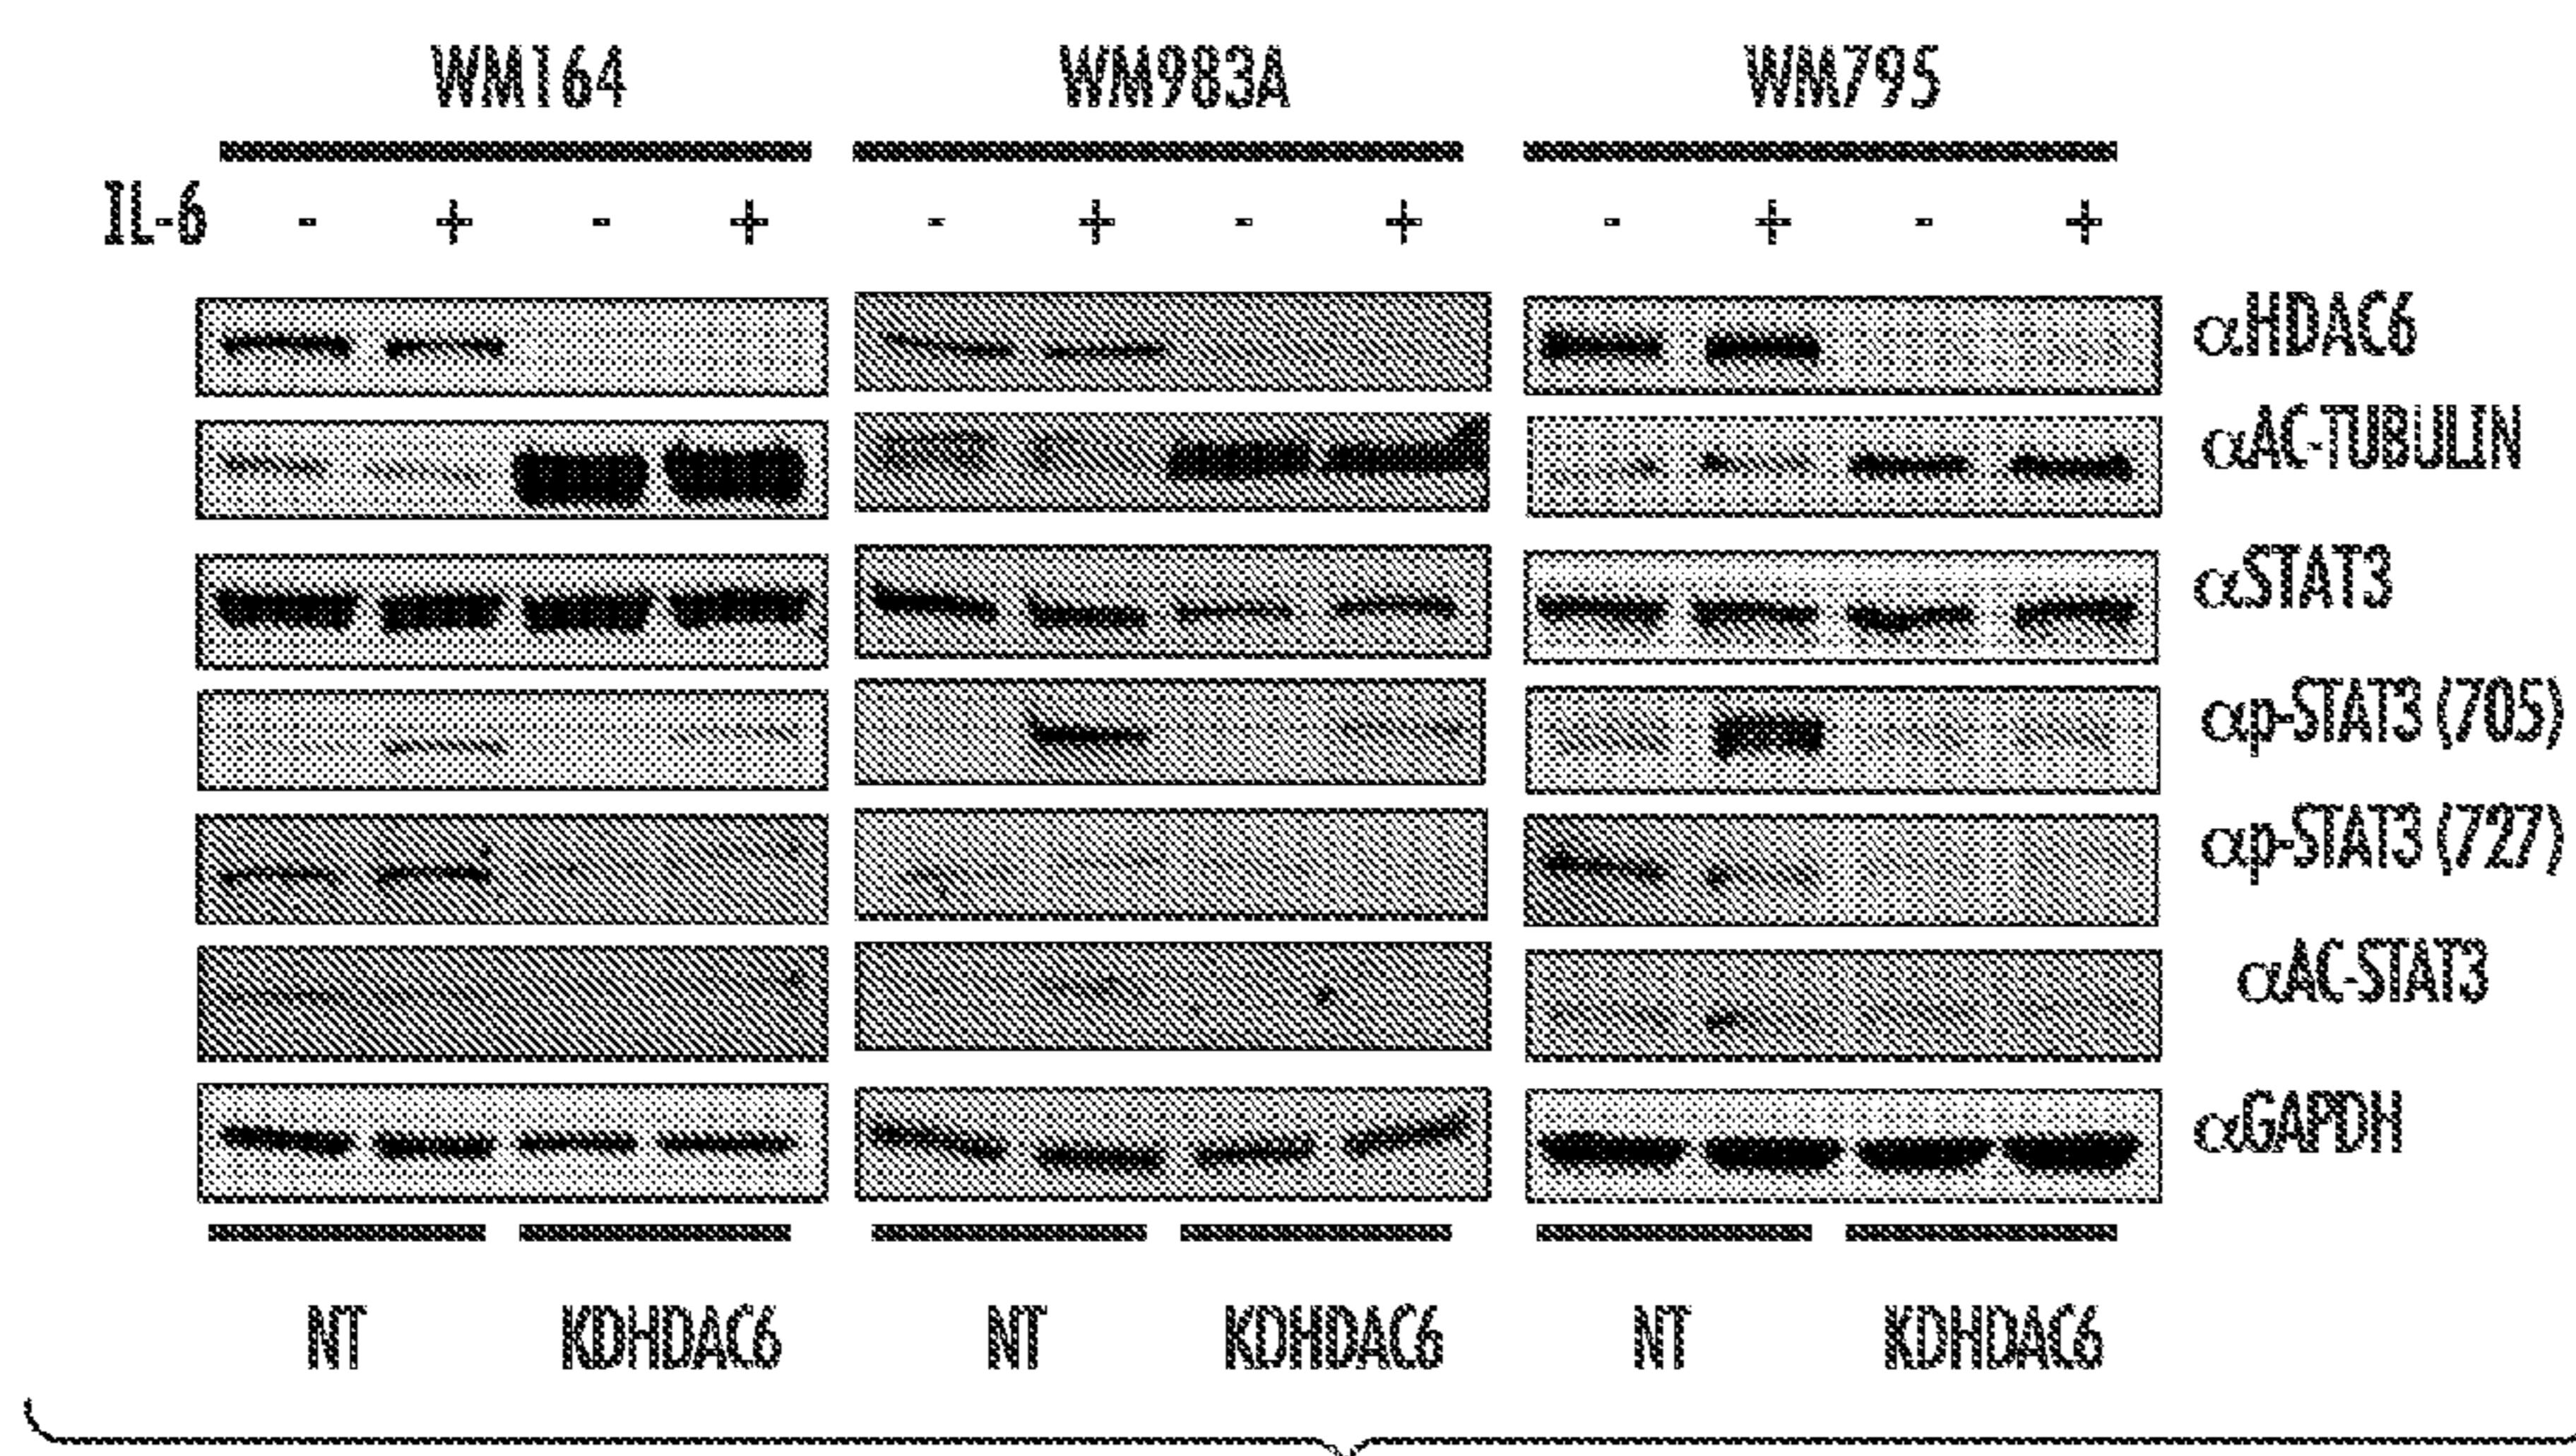 WM164 WM983A WM795
IL-6 - + - + - + - + - + - +
αHDAC6
αAC-TUBULIN
αSTAT3
αp-STAT3 (705)
αp-STAT3 (727)
αAC-STAT3
αGAPDH
NT KDHDAC6 NT KDHDAC6 NT KDHDAC6